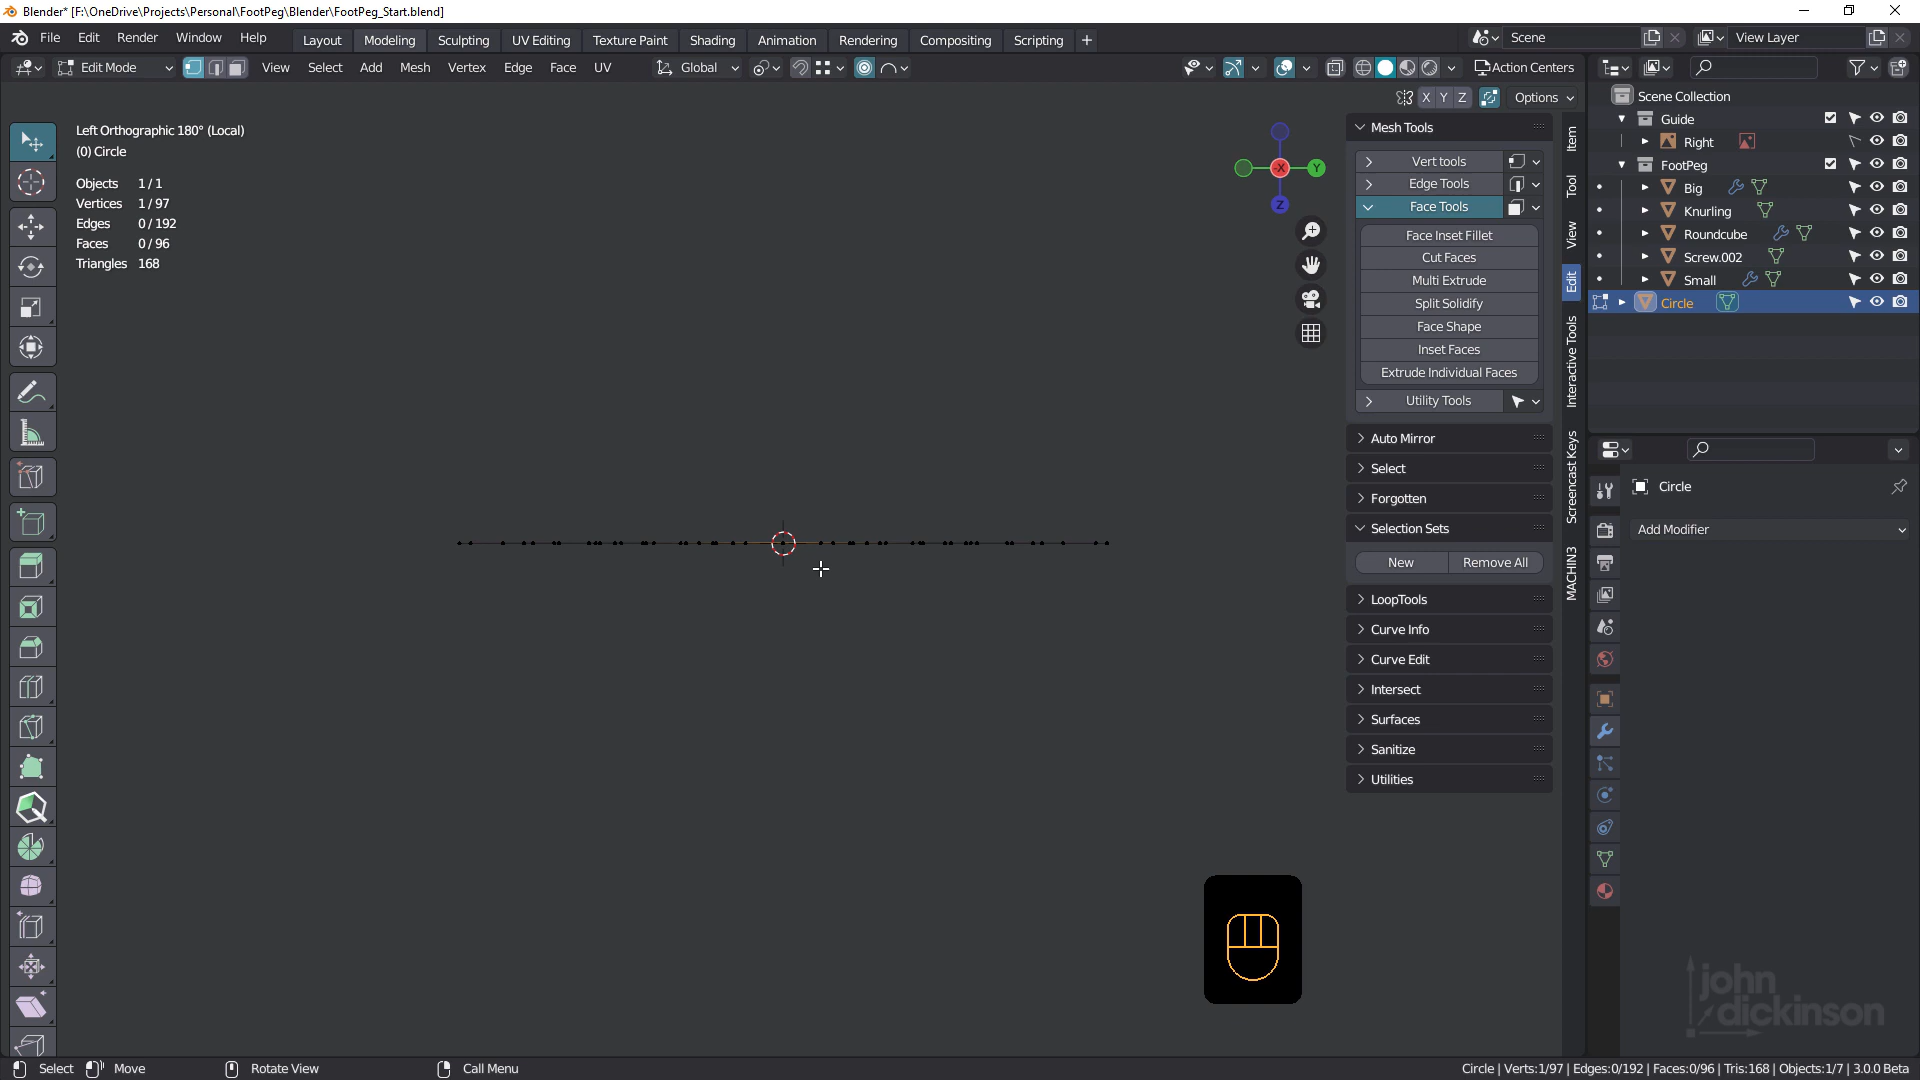 Blender* [F:\OneDrive\Projects\Personal\FootPeg\Blender\FootPeg_Start.blend]
File Edit Render Window Help
Layout Modeling Sculpting UV Editing Texture Paint Shading Animation Rendering Compositing Scripting +
Scene
View Layer
Edit Mode View Select Add Mesh Vertex Edge Face UV
Global
Action Centers
X Y Z Options
Left Orthographic 180° (Local)
(0) Circle
Objects 1 / 1
Vertices 1 / 97
Edges 0 / 192
Faces 0 / 96
Triangles 168
-X
Y
Z
Mesh Tools
Vert tools
Edge Tools
Face Tools
Face Inset Fillet
Cut Faces
Multi Extrude
Split Solidify
Face Shape
Inset Faces
Extrude Individual Faces
Utility Tools
Auto Mirror
Select
Forgotten
Selection Sets
New Remove All
LoopTools
Curve Info
Curve Edit
Intersect
Surfaces
Sanitize
Utilities
Item
Tool
View
Edit
Interactive Tools
Screencast Keys
MACHIN3
Scene Collection
Guide
Right
FootPeg
Big
Knurling
Roundcube
Screw.002
Small
Circle
Circle
Add Modifier
john
dickinson
Select Move Rotate View Call Menu
Circle | Verts:1/97 | Edges:0/192 | Faces:0/96 | Tris:168 | Objects:1/7 | 3.0.0 Beta